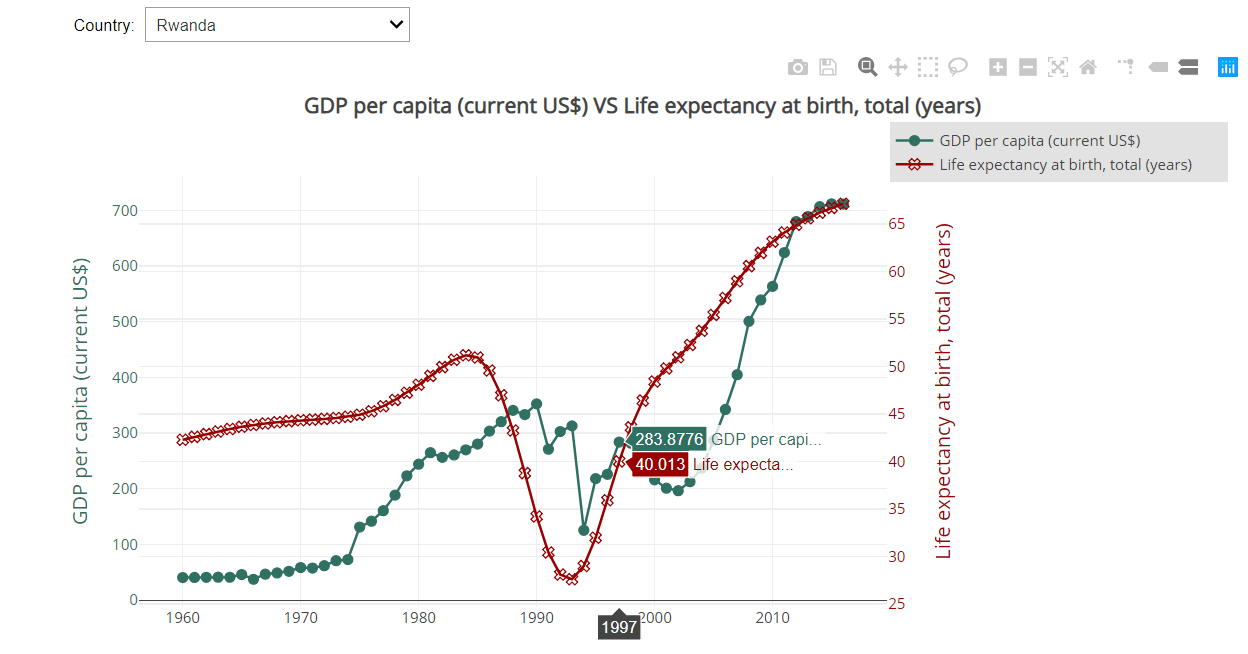 Country: Rwanda
GDP per capita (current US$) VS Life expectancy at birth, total (years)
GDP per capita (current US$)
Life expectancy at birth, total (years)
GDP per capita (current US$)
700
600
500
400
300
200
100
0
283.8776 GDP per capi...
40.013 Life expecta...
65
60
55
50
45
40
35
30
25
Life expectancy at birth, total (years)
1960 1970 1980 1990 2000 2010
1997